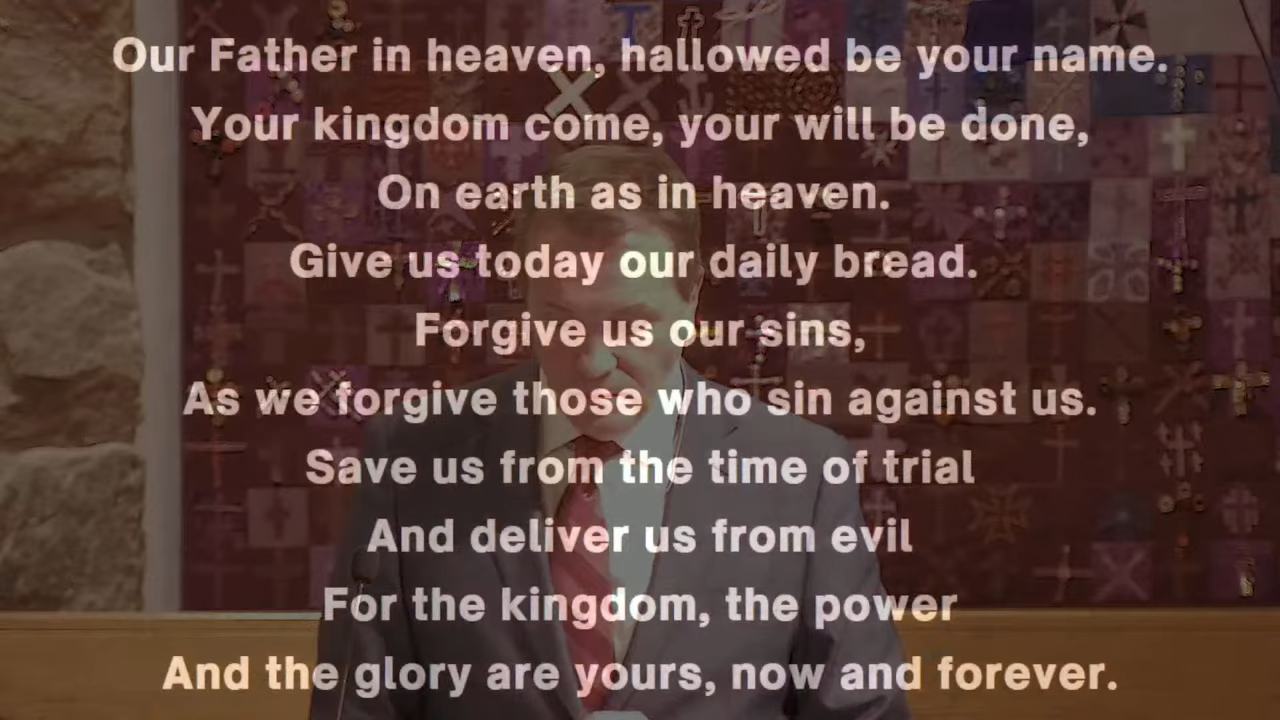 Our Father in heaven, hallowed be your name.
Your kingdom come, your will be done,
On earth as in heaven.
Give us today our daily bread.
Forgive us our sins,
As we forgive those who sin against us.
Save us from the time of trial
And deliver us from evil
For the kingdom, the power
And the glory are yours, now and forever.